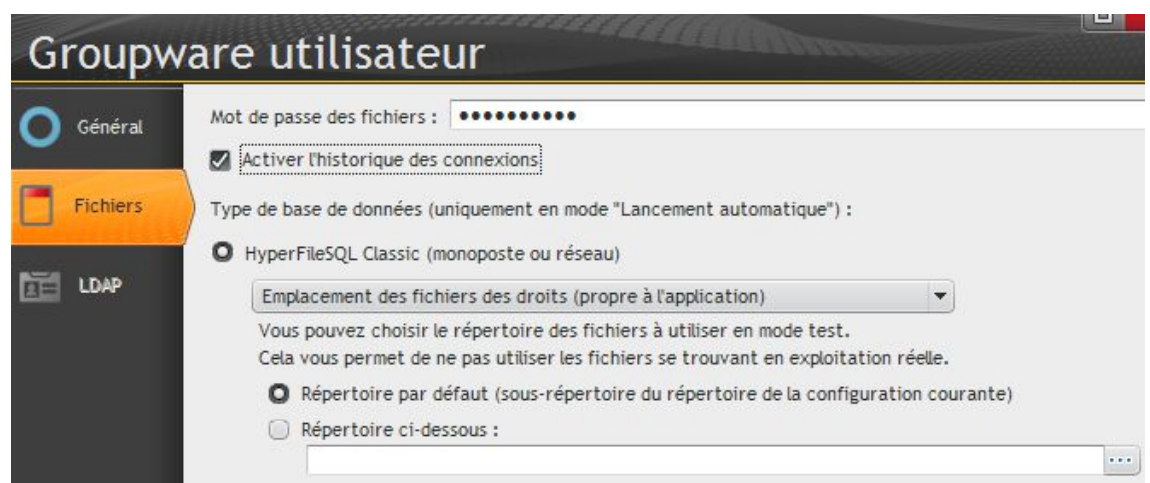 Groupware utilisateur
Général
Mot de passe des fichiers : ••••••••••
Activer l'historique des connexions
Fichiers
Type de base de données (uniquement en mode "Lancement automatique") :
HyperFileSQL Classic (monoposte ou réseau)
LDAP
Emplacement des fichiers des droits (propre à l'application)
Vous pouvez choisir le répertoire des fichiers à utiliser en mode test.
Cela vous permet de ne pas utiliser les fichiers se trouvant en exploitation réelle.
Répertoire par défaut (sous-répertoire du répertoire de la configuration courante)
Répertoire ci-dessous :
...